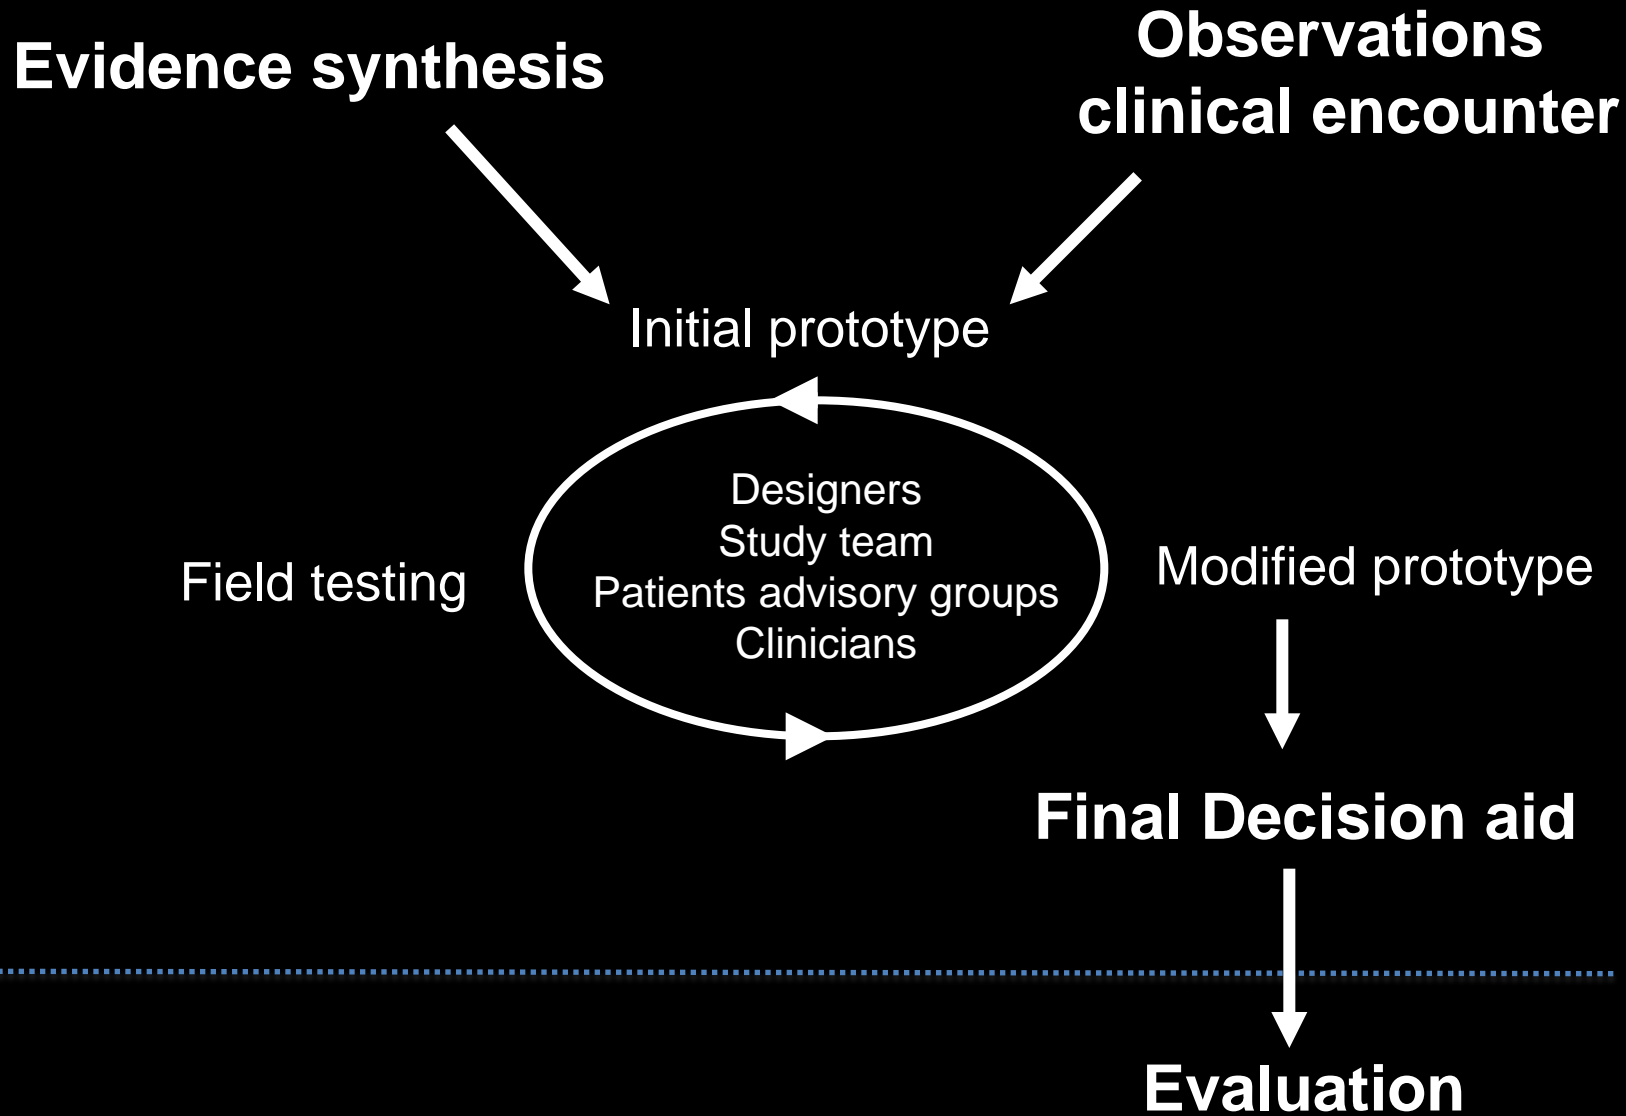 Evidence synthesis
Observations
clinical encounter
Initial prototype
Designers
Study team
Patients advisory groups
Clinicians
Field testing
Modified prototype
Final Decision aid
Evaluation